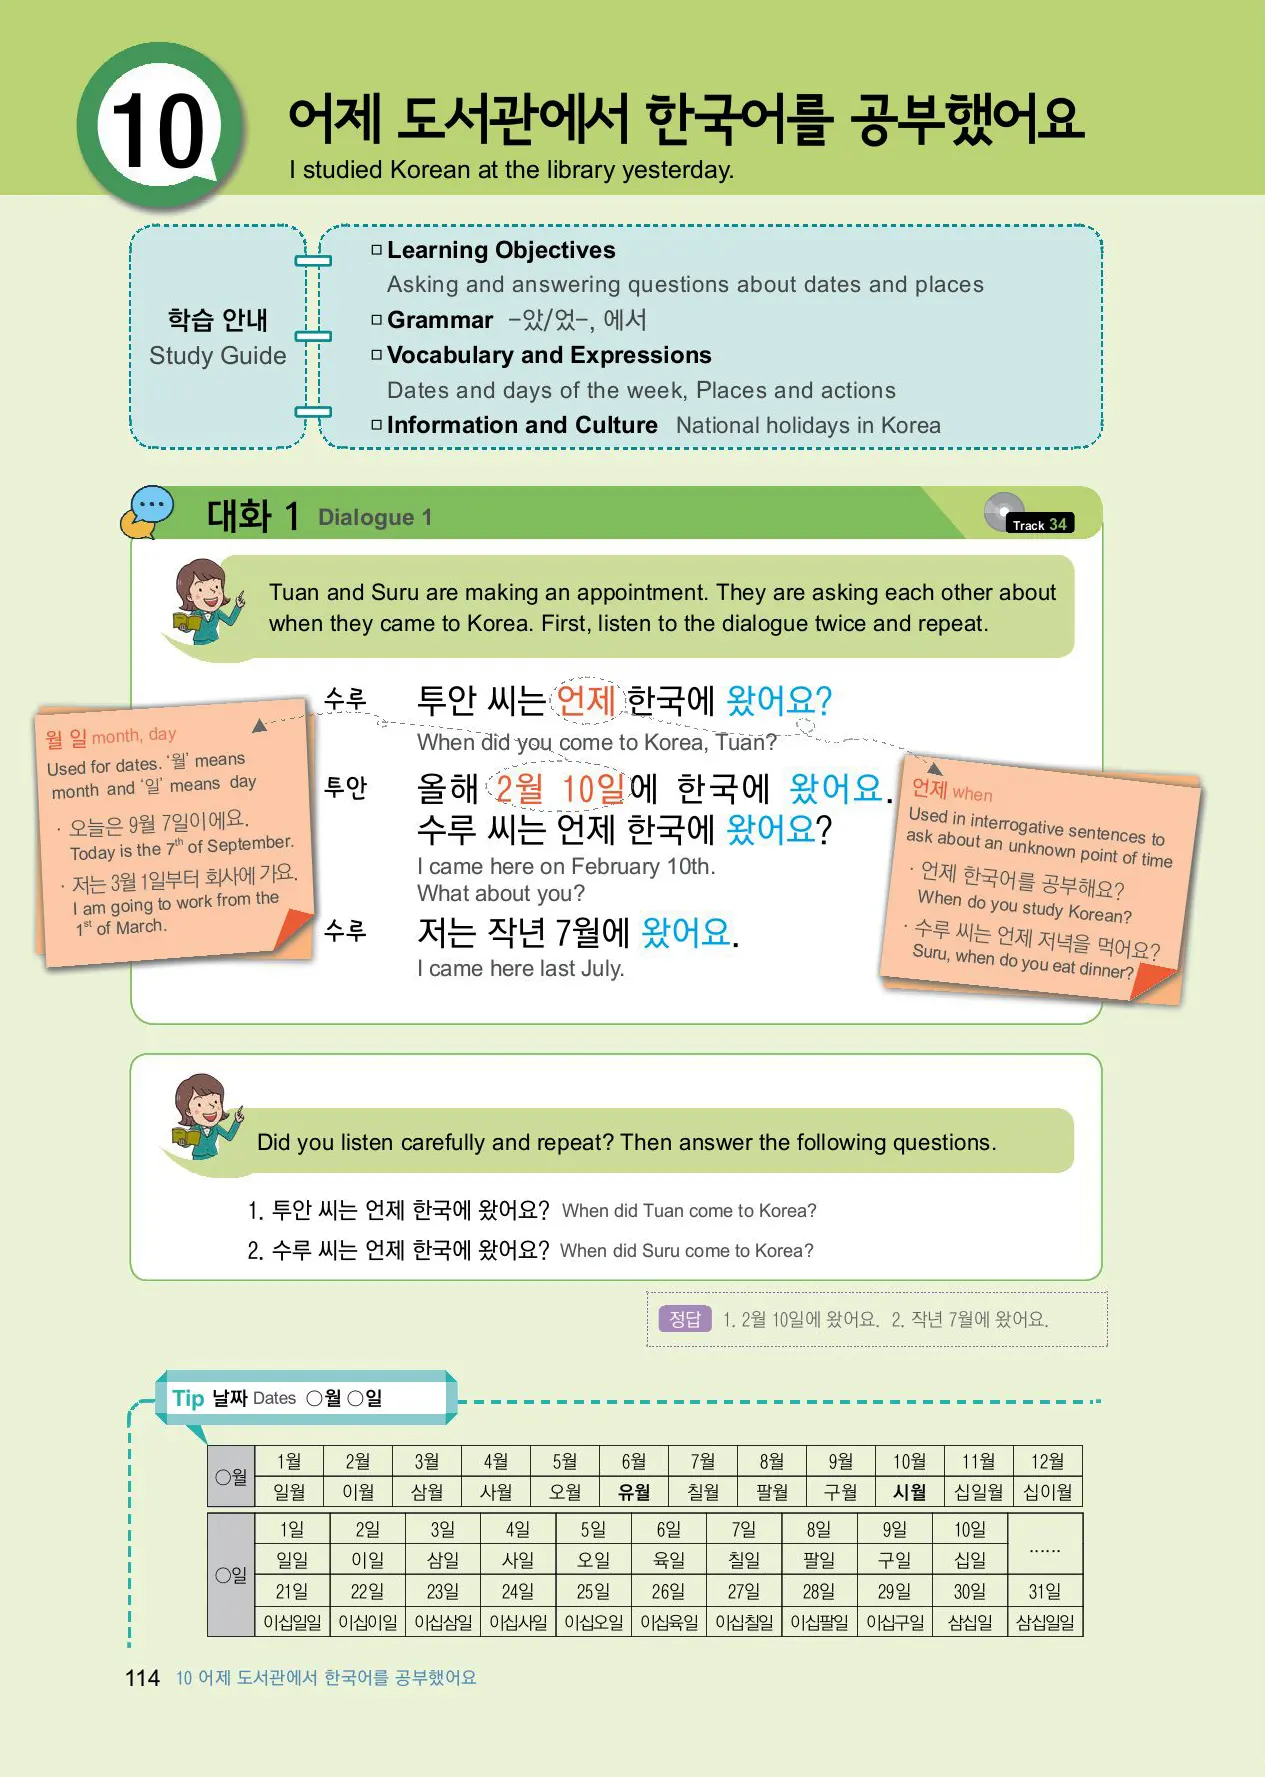 10
어제 도서관에서 한국어를 공부했어요
I studied Korean at the library yesterday.
학습 안내
Study Guide
Learning Objectives
Asking and answering questions about dates and places
Grammar -았/었-, 에서
Vocabulary and Expressions
Dates and days of the week, Places and actions
Information and Culture National holidays in Korea
대화 1 Dialogue 1
Track 34
Tuan and Suru are making an appointment. They are asking each other about
when they came to Korea. First, listen to the dialogue twice and repeat.
수루 투안 씨는 언제 한국에 왔어요?
When did you come to Korea, Tuan?
투안 올해 2월 10일에 한국에 왔어요.
수루 씨는 언제 한국에 왔어요?
I came here on February 10th.
What about you?
수루 저는 작년 7월에 왔어요.
I came here last July.
월 일 month, day
Used for dates. ‘월’ means
month and ‘일’ means day
· 오늘은 9월 7일이에요.
Today is the 7th of September.
· 저는 3월 1일부터 회사에 가요.
I am going to work from the
1st of March.
언제 when
Used in interrogative sentences to
ask about an unknown point of time
· 언제 한국어를 공부해요?
When do you study Korean?
· 수루 씨는 언제 저녁을 먹어요?
Suru, when do you eat dinner?
Did you listen carefully and repeat? Then answer the following questions.
1. 투안 씨는 언제 한국에 왔어요? When did Tuan come to Korea?
2. 수루 씨는 언제 한국에 왔어요? When did Suru come to Korea?
정답 1. 2월 10일에 왔어요. 2. 작년 7월에 왔어요.
Tip 날짜 Dates ○월 ○일
○월
1월 2월 3월 4월 5월 6월 7월 8월 9월 10월 11월 12월
일월 이월 삼월 사월 오월 유월 칠월 팔월 구월 시월 십일월 십이월
○일
1일 2일 3일 4일 5일 6일 7일 8일 9일 10일 ······
일일 이일 삼일 사일 오일 육일 칠일 팔일 구일 십일
21일 22일 23일 24일 25일 26일 27일 28일 29일 30일 31일
이십일일 이십이일 이십삼일 이십사일 이십오일 이십육일 이십칠일 이십팔일 이십구일 삼십일 삼십일일
114 10 어제 도서관에서 한국어를 공부했어요